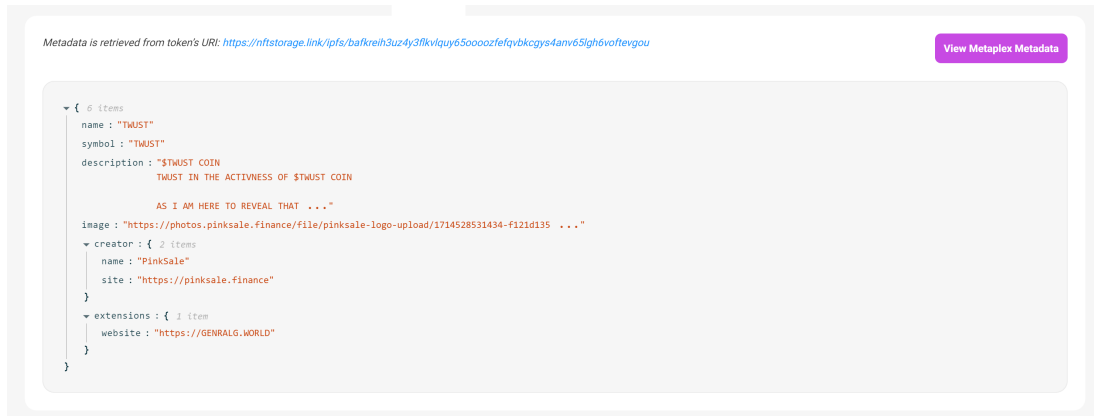 Metadata is retrieved from token's URI: https://nftstorage.link/ipfs/bafkreih3uz4y3flkvlquy65oooozfefqvbkcgys4anv65lgh6voftevgou
View Metaplex Metadata
{ 6 items
name : "TWUST"
symbol : "TWUST"
description : "$TWUST COIN
TWUST IN THE ACTIVNESS OF $TWUST COIN
AS I AM HERE TO REVEAL THAT ..."
image : "https://photos.pinksale.finance/file/pinksale-logo-upload/1714528531434-f121d135 ..."
creator : { 2 items
name : "PinkSale"
site : "https://pinksale.finance"
}
extensions : { 1 item
website : "https://GENRALG.WORLD"
}
}